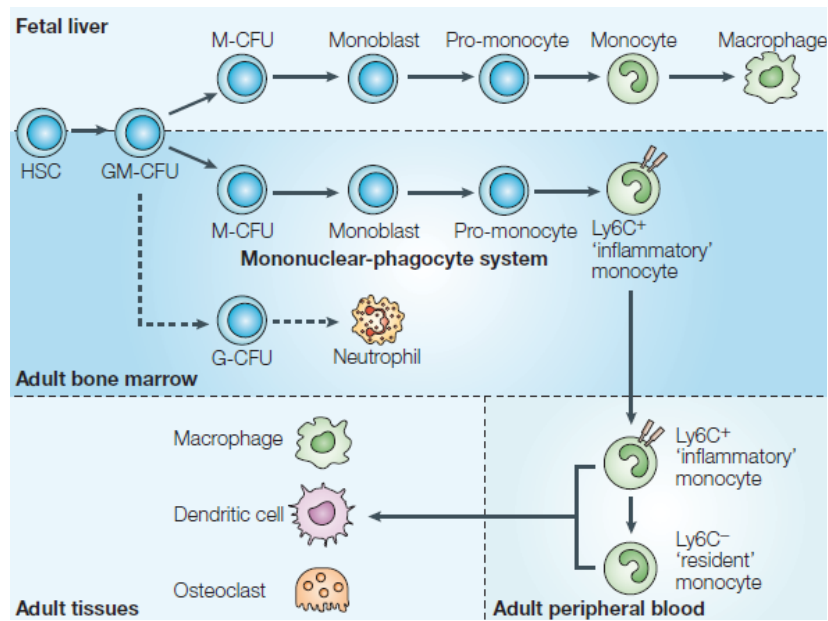 Fetal liver
M-CFU
Monoblast
Pro-monocyte
Monocyte
Macrophage
HSC
GM-CFU
M-CFU
Monoblast
Pro-monocyte
Ly6C+
'inflammatory'
monocyte
Mononuclear-phagocyte system
G-CFU
Neutrophil
Adult bone marrow
Macrophage
Dendritic cell
Osteoclast
Adult tissues
Ly6C+
'inflammatory'
monocyte
Ly6C–
'resident'
monocyte
Adult peripheral blood